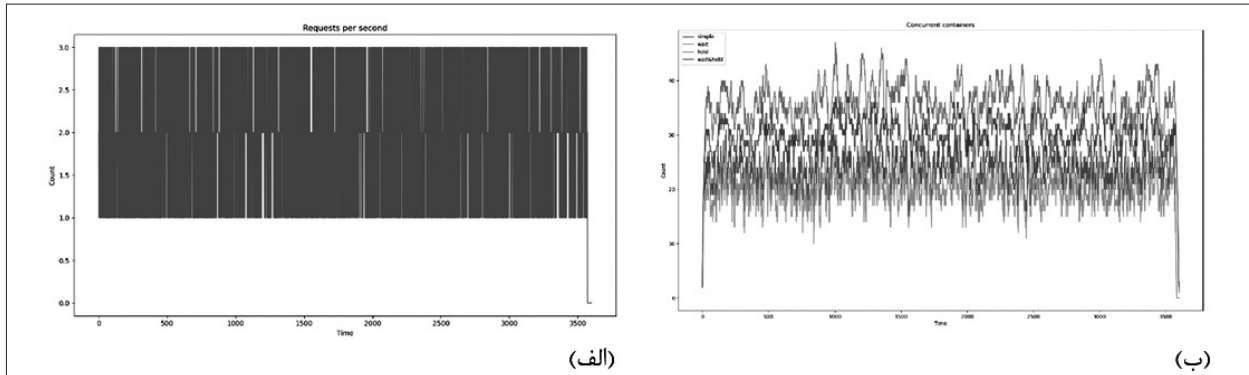 Requests per second
3.0
2.5
2.0
1.5
1.0
0.5
0.0
Count
0 500 1000 1500 2000 2500 3000 3500
Time
(الف)
Concurrent containers
simple
wait
hold
wait&hold
40
30
20
10
0
Count
0 500 1000 1500 2000 2500 3000 3500
Time
(ب)